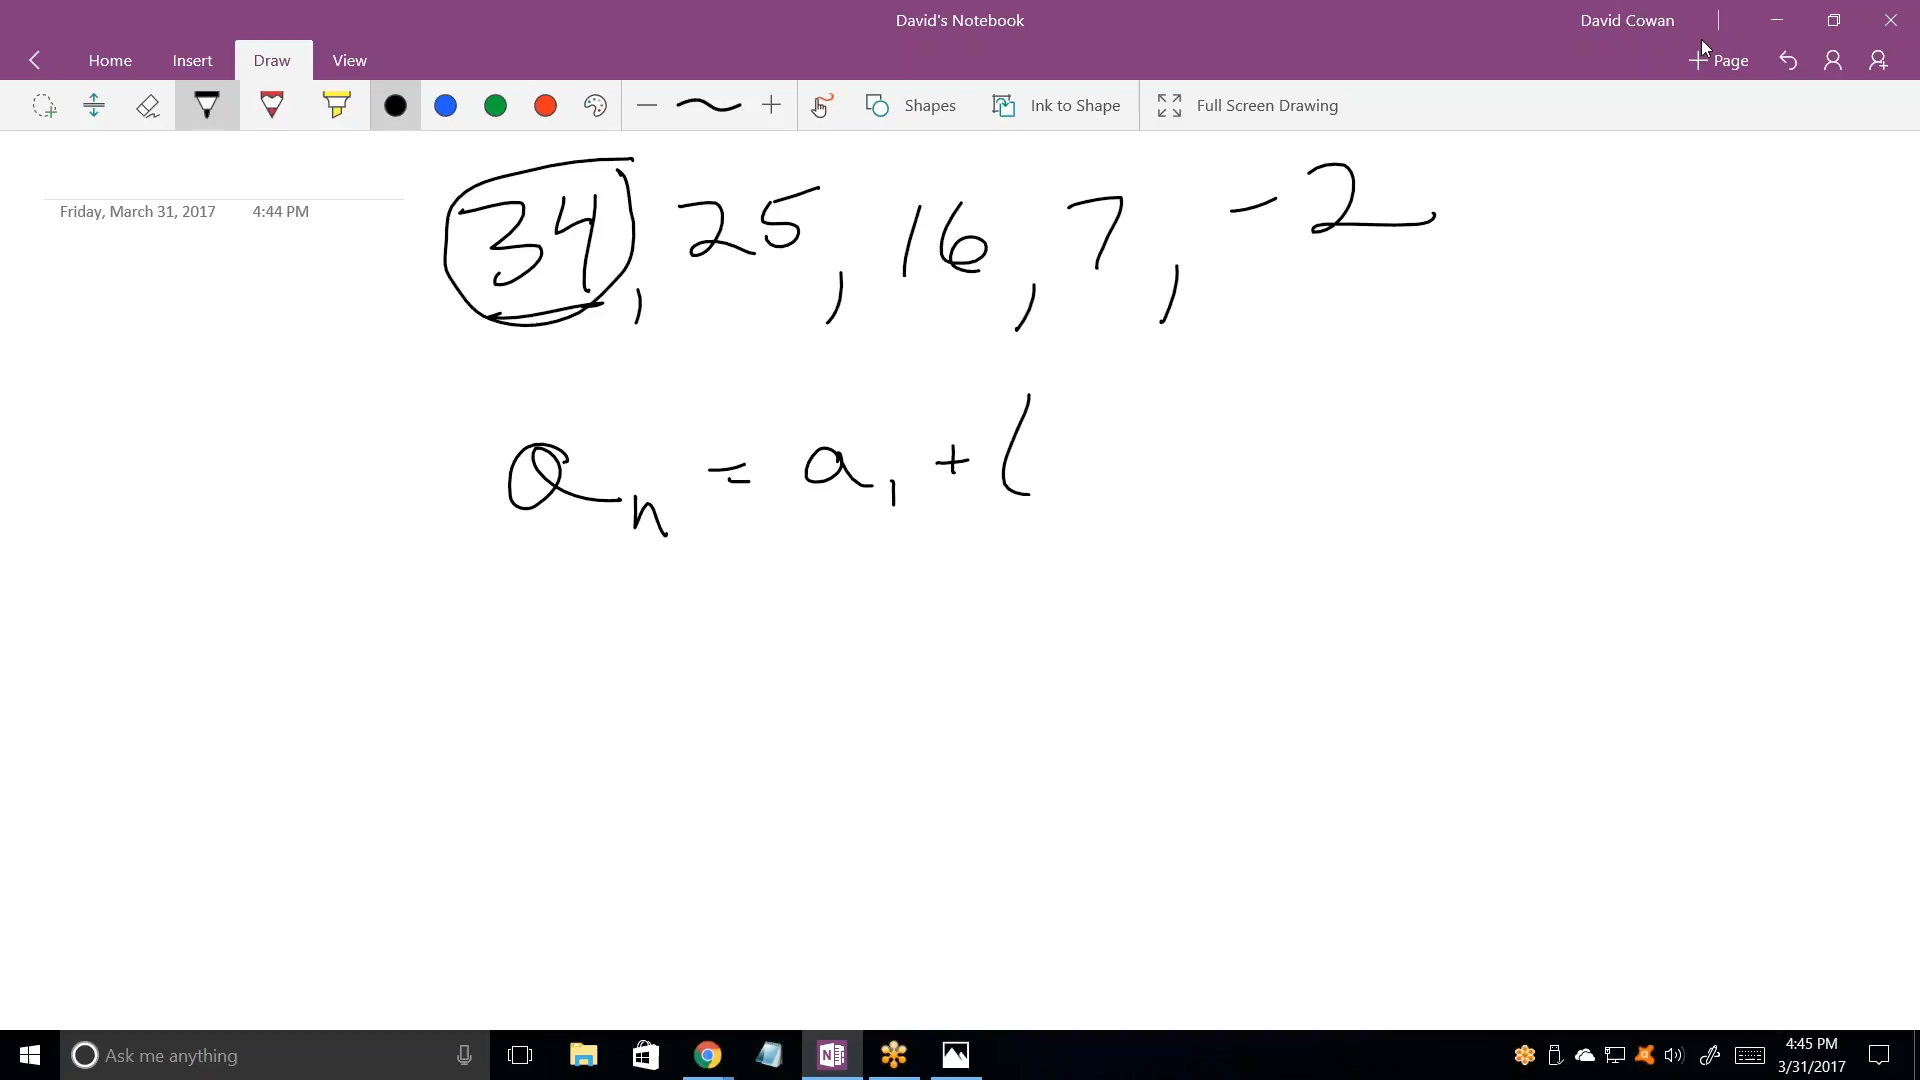 David's Notebook
David Cowan
Home Insert Draw View
Page
Shapes Ink to Shape Full Screen Drawing
34, 25, 16, 7, -2
Friday, March 31, 2017 4:44 PM
aₙ = a₁ + (
Ask me anything
4:45 PM
3/31/2017